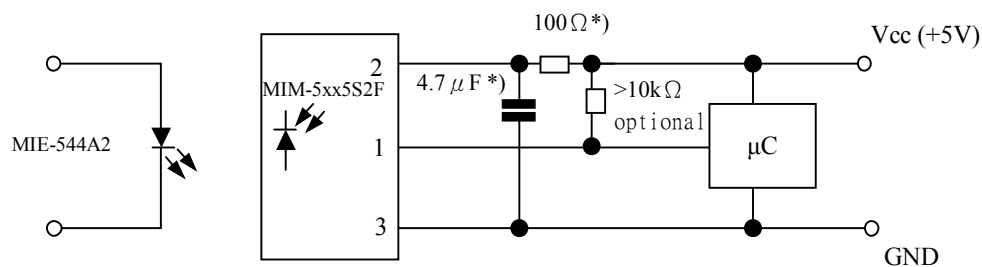 100Ω*)
Vcc (+5V)
2
MIM-5xx5S2F
4.7μF*)
>10kΩ
optional
MIE-544A2
1
μC
3
GND